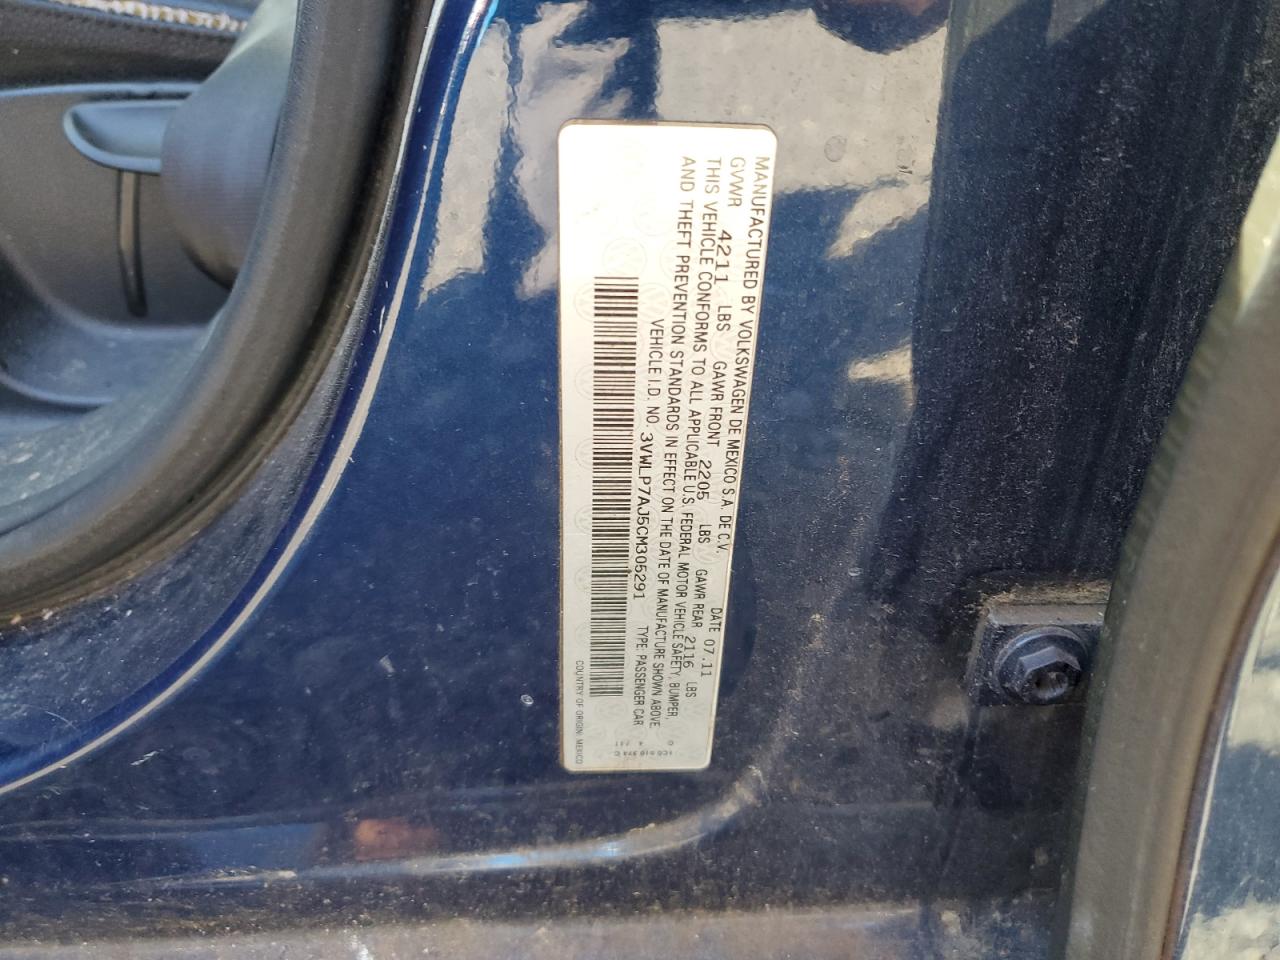 MANUFACTURED BY VOLKSWAGEN DE MEXICO S.A. DE C.V. DATE 07.11
GVWR 4211 LBS GAWR FRONT 2205 LBS GAWR REAR 2116 LBS
THIS VEHICLE CONFORMS TO ALL APPLICABLE U.S. FEDERAL MOTOR VEHICLE SAFETY, BUMPER,
AND THEFT PREVENTION STANDARDS IN EFFECT ON THE DATE OF MANUFACTURE SHOWN ABOVE.
VEHICLE I.D. NO. 3VWLP7AJ5CM305291 TYPE: PASSENGER CAR
COUNTRY OF ORIGIN: MEXICO